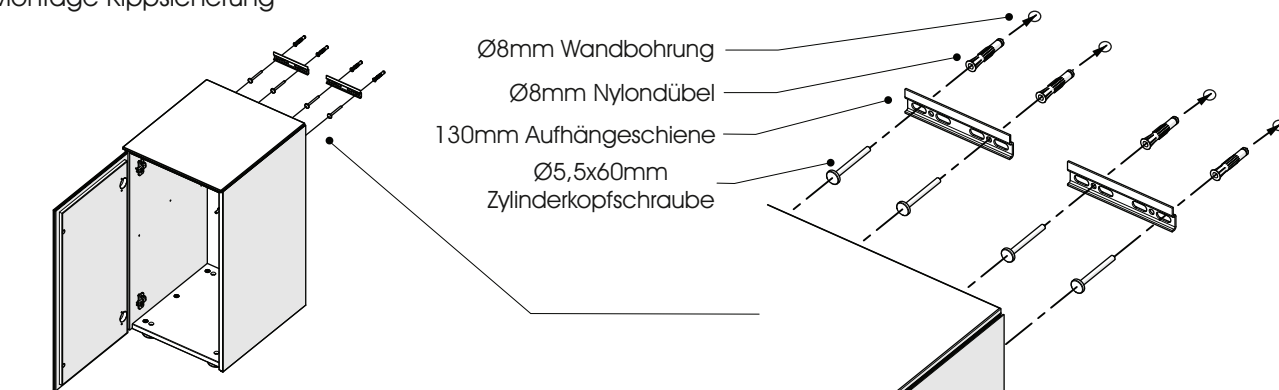 Montage Kippsicherung
Ø8mm Wandbohrung
Ø8mm Nylondübel
130mm Aufhängeschiene
Ø5,5x60mm
Zylinderkopfschraube